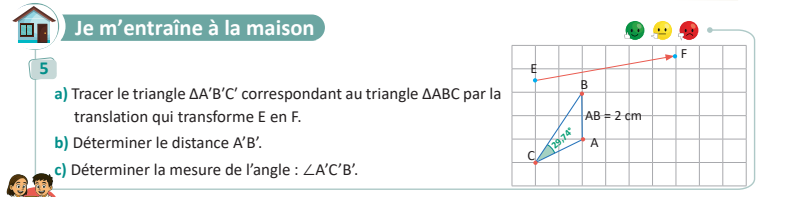 Je m'entraîne à la maison
5
a) Tracer le triangle ΔA'B'C' correspondant au triangle ΔABC par la
translation qui transforme E en F.
b) Déterminer le distance A'B'.
c) Déterminer la mesure de l'angle : ∠A'C'B'.
F
E
B
AB = 2 cm
A
29,74°
C